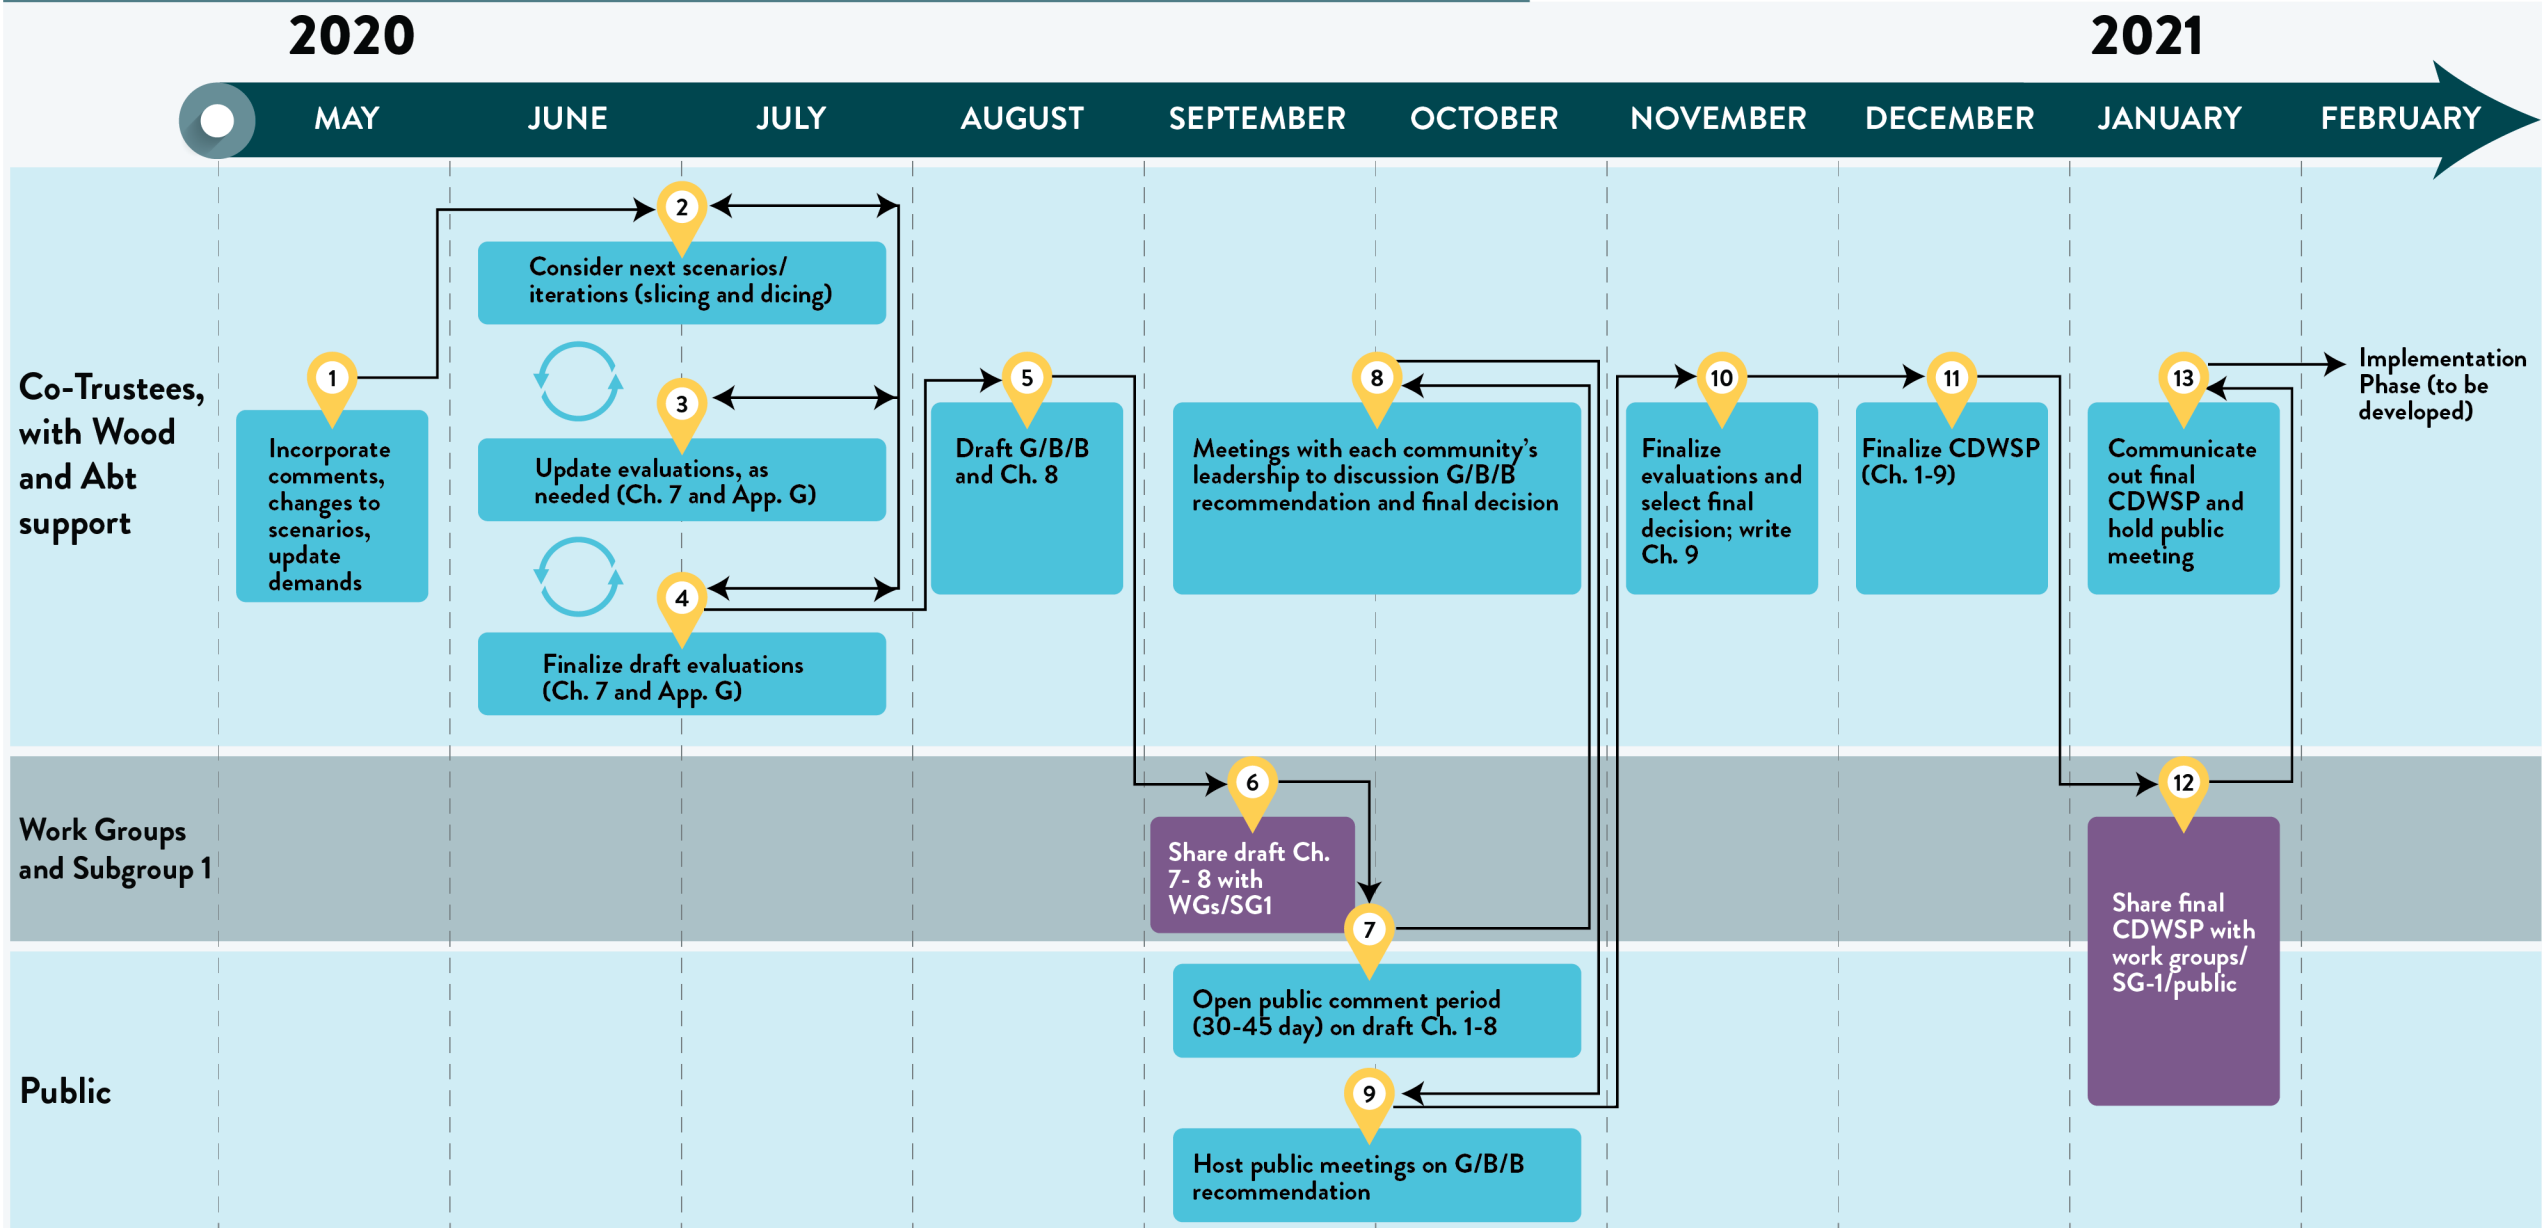 2020
2021
MAY
JUNE
JULY
AUGUST
SEPTEMBER
OCTOBER
NOVEMBER
DECEMBER
JANUARY
FEBRUARY
Co-Trustees,
with Wood
and Abt
support
1
Incorporate
comments,
changes to
scenarios,
update
demands
2
Consider next scenarios/
iterations (slicing and dicing)
3
Update evaluations, as
needed (Ch. 7 and App. G)
4
Finalize draft evaluations
(Ch. 7 and App. G)
5
Draft G/B/B
and Ch. 8
8
Meetings with each community's
leadership to discussion G/B/B
recommendation and final decision
10
Finalize
evaluations and
select final
decision; write
Ch. 9
11
Finalize CDWSP
(Ch. 1-9)
13
Communicate
out final
CDWSP and
hold public
meeting
Implementation
Phase (to be
developed)
Work Groups
and Subgroup 1
6
Share draft Ch.
7- 8 with
WGs/SG1
12
Share final
CDWSP with
work groups/
SG-1/public
Public
7
Open public comment period
(30-45 day) on draft Ch. 1-8
9
Host public meetings on G/B/B
recommendation